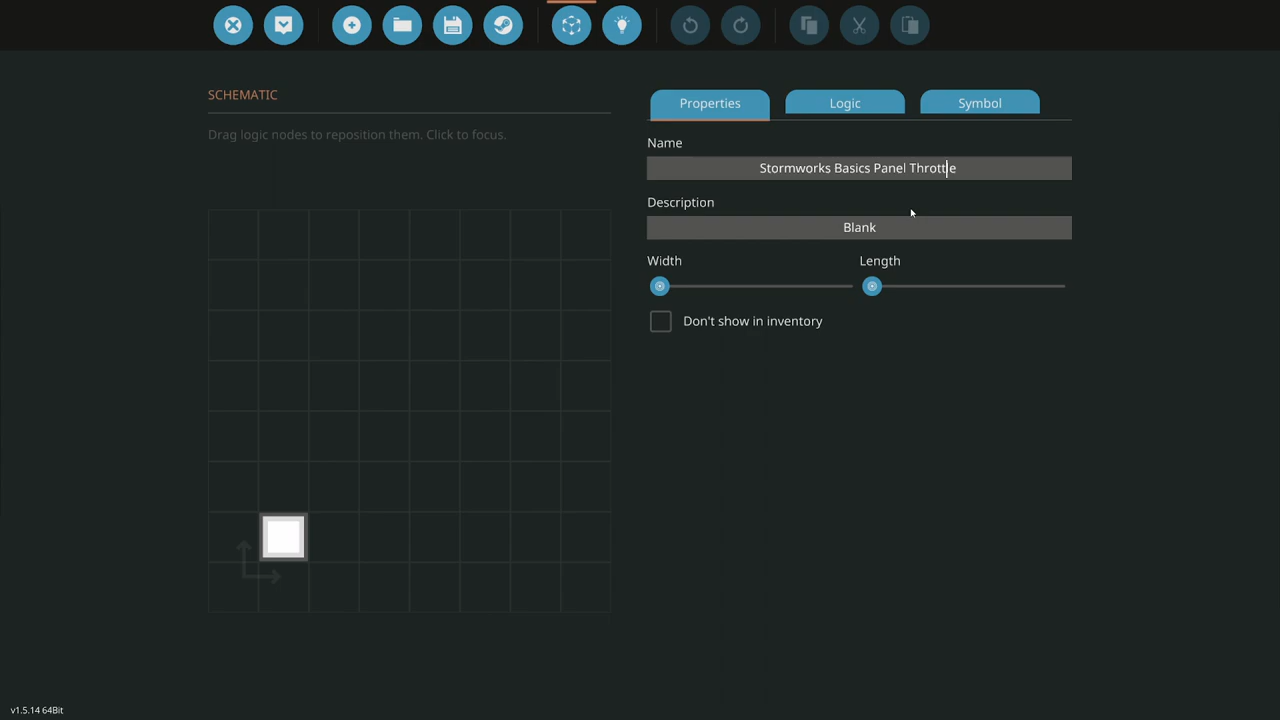 SCHEMATIC
Drag logic nodes to reposition them. Click to focus.
Properties
Logic
Symbol
Name
Stormworks Basics Panel Throttle
Description
Blank
Width
Length
Don't show in inventory
v1.5.14 64Bit